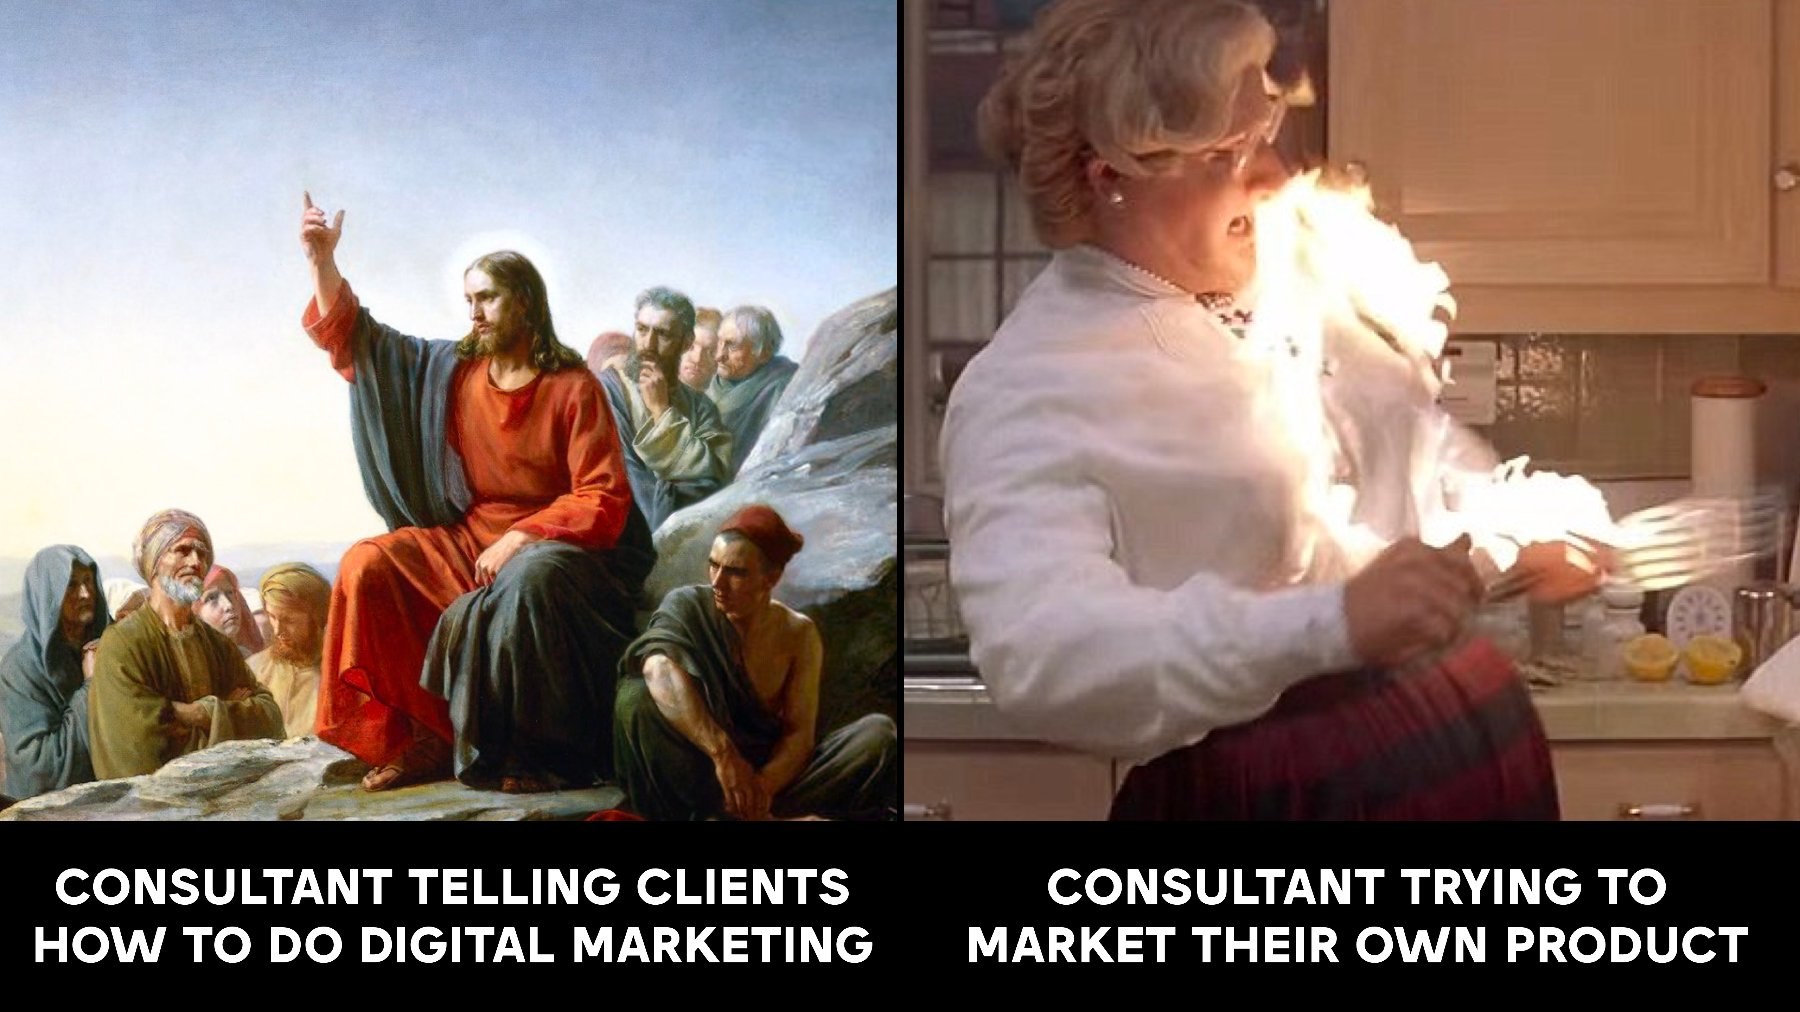 CONSULTANT TELLING CLIENTS
HOW TO DO DIGITAL MARKETING
CONSULTANT TRYING TO
MARKET THEIR OWN PRODUCT